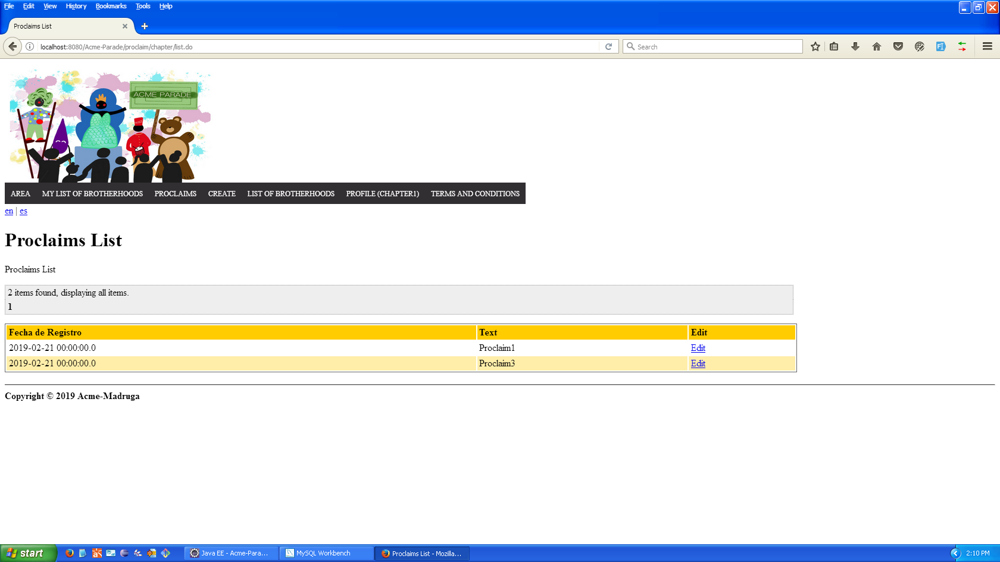 File Edit View History Bookmarks Tools Help
Proclaims List
localhost:8080/Acme-Parade/proclaim/chapter/list.do
Search
ACME PARADE
AREA MY LIST OF BROTHERHOODS PROCLAIMS CREATE LIST OF BROTHERHOODS PROFILE (CHAPTER1) TERMS AND CONDITIONS
en | es
Proclaims List
Proclaims List
2 items found, displaying all items.
1
Fecha de Registro Text Edit
2019-02-21 00:00:00.0 Proclaim1 Edit
2019-02-21 00:00:00.0 Proclaim3 Edit
Copyright © 2019 Acme-Madruga
start Java EE - Acme-Para... MySQL Workbench Proclaims List - Mozilla... 2:10 PM